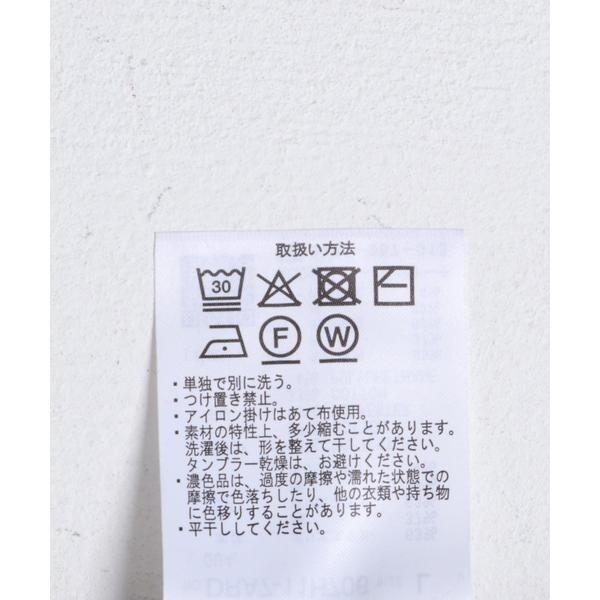 取扱い方法
30
F W
・単独で別に洗う。
・つけ置き禁止。
・アイロン掛けはあて布使用。
・素材の特性上、多少縮むことがあります。
洗濯後は、形を整えて干してください。
タンブラー乾燥は、お避けください。
・濃色品は、過度の摩擦や濡れた状態での
摩擦で色落ちしたり、他の衣類や持ち物
に色移りすることがあります。
・平干ししてください。